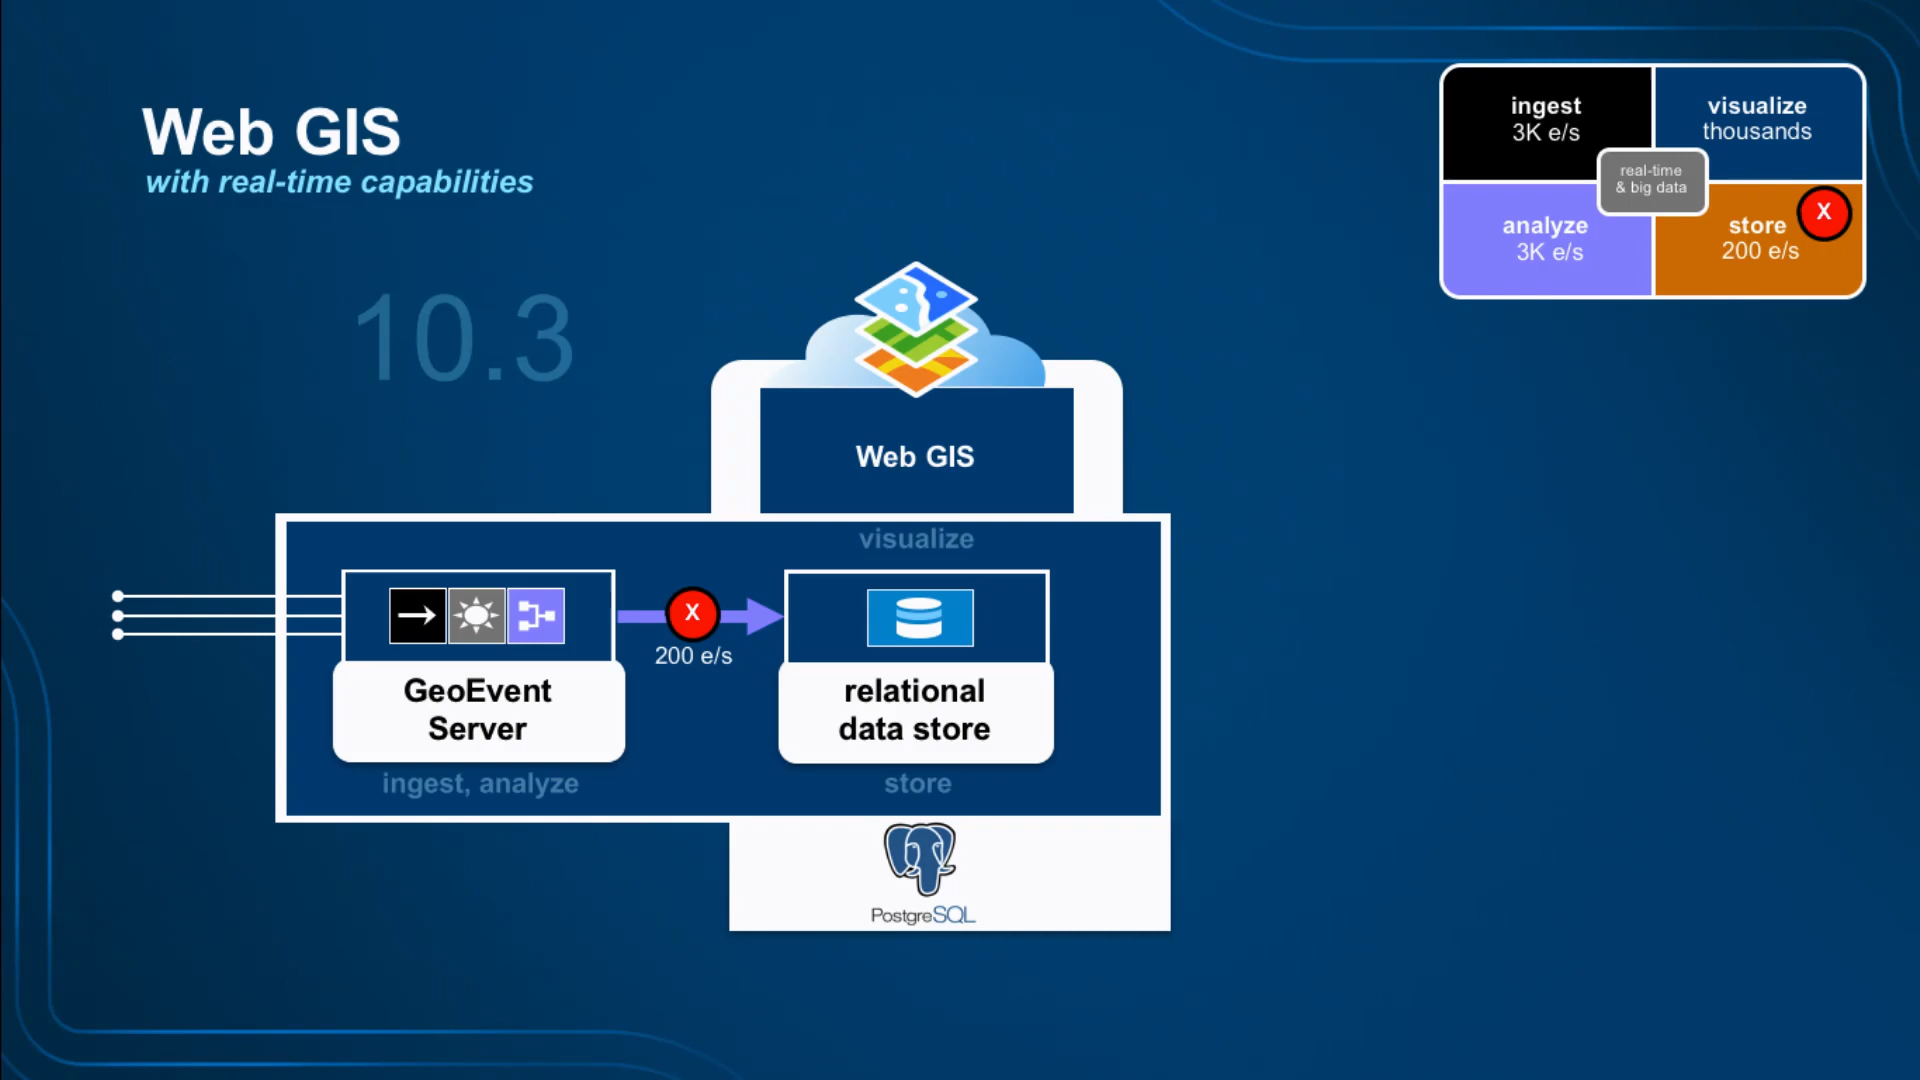 Web GIS
with real-time capabilities
ingest
3K e/s
visualize
thousands
real-time
& big data
analyze
3K e/s
store
200 e/s
X
10.3
Web GIS
visualize
X
200 e/s
GeoEvent
Server
relational
data store
ingest, analyze
store
PostgreSQL